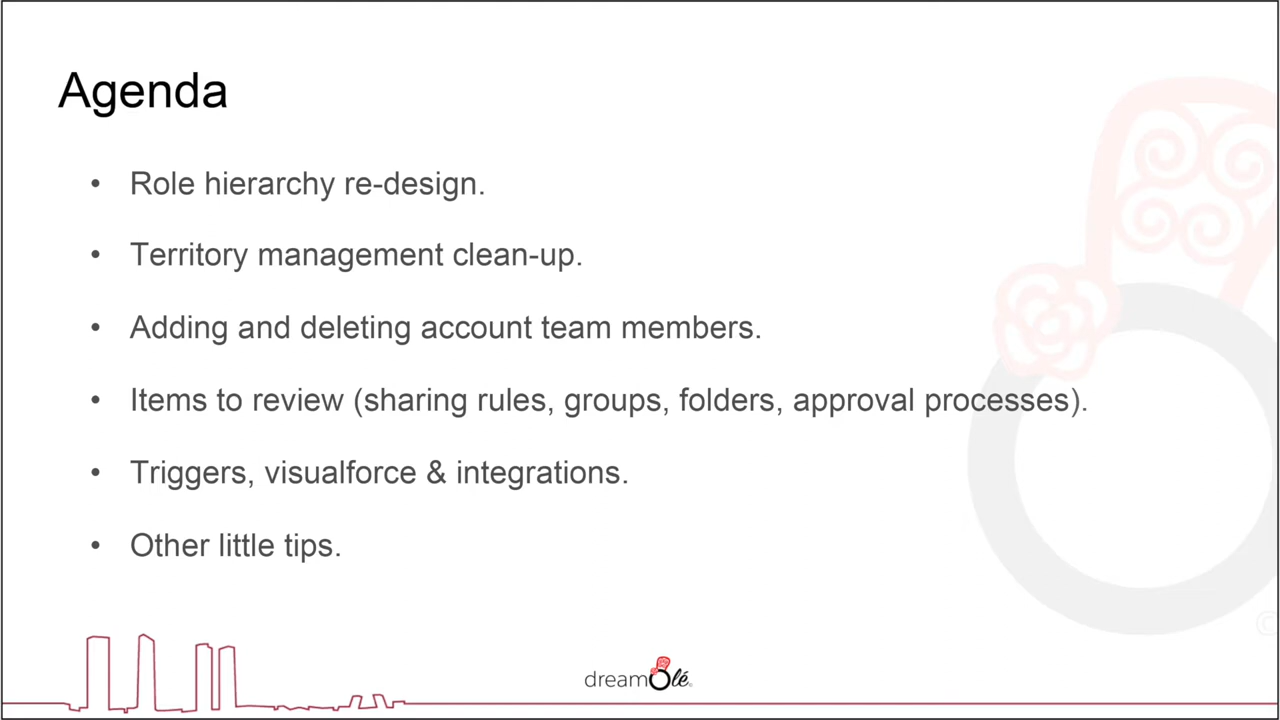 Agenda
• Role hierarchy re-design.
• Territory management clean-up.
• Adding and deleting account team members.
• Items to review (sharing rules, groups, folders, approval processes).
• Triggers, visualforce & integrations.
• Other little tips.
dreamOlé